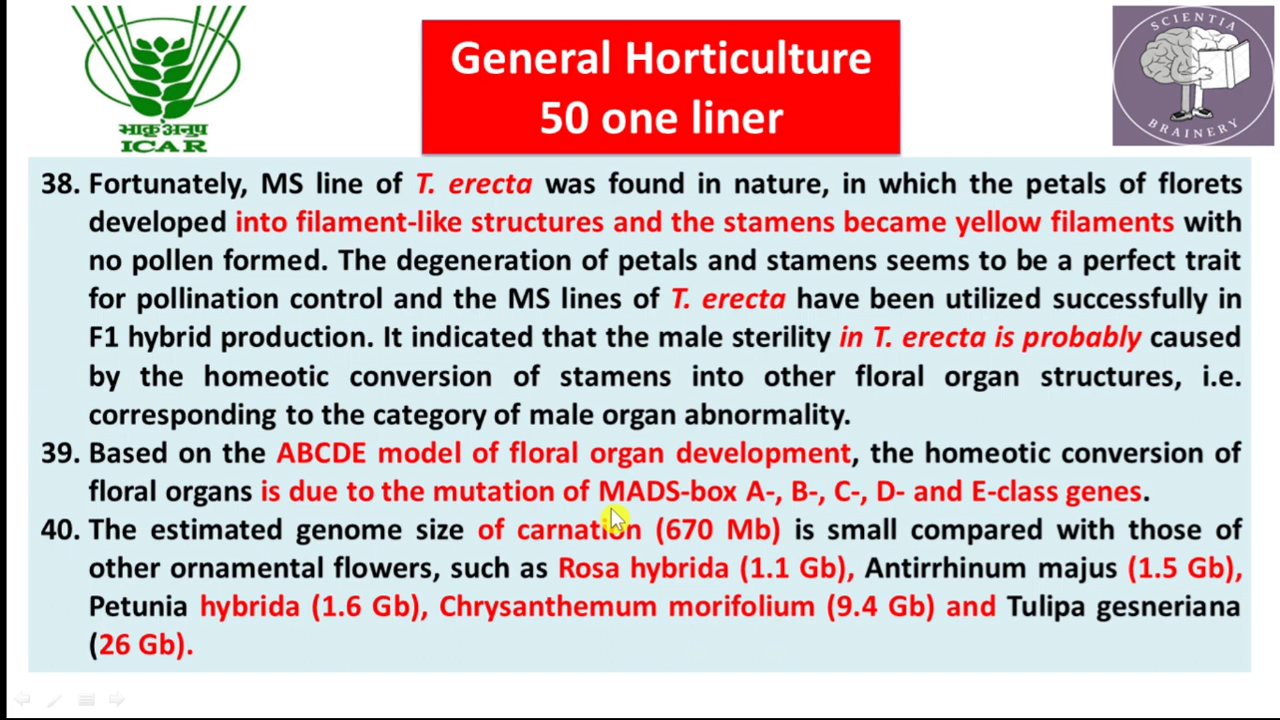 General Horticulture
50 one liner
भाकृअनुप
ICAR
SCIENTIA
BRAINERY
38. Fortunately, MS line of T. erecta was found in nature, in which the petals of florets
developed into filament-like structures and the stamens became yellow filaments with
no pollen formed. The degeneration of petals and stamens seems to be a perfect trait
for pollination control and the MS lines of T. erecta have been utilized successfully in
F1 hybrid production. It indicated that the male sterility in T. erecta is probably caused
by the homeotic conversion of stamens into other floral organ structures, i.e.
corresponding to the category of male organ abnormality.
39. Based on the ABCDE model of floral organ development, the homeotic conversion of
floral organs is due to the mutation of MADS-box A-, B-, C-, D- and E-class genes.
40. The estimated genome size of carnation (670 Mb) is small compared with those of
other ornamental flowers, such as Rosa hybrida (1.1 Gb), Antirrhinum majus (1.5 Gb),
Petunia hybrida (1.6 Gb), Chrysanthemum morifolium (9.4 Gb) and Tulipa gesneriana
(26 Gb).